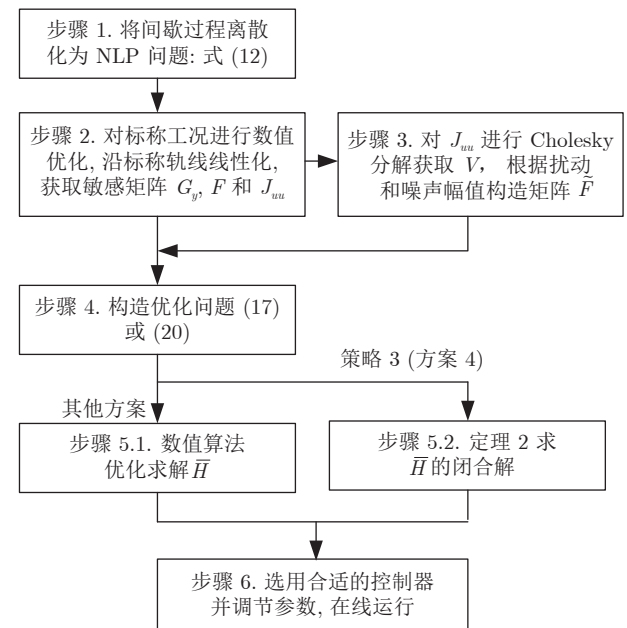 步骤 1. 将间歇过程离散
化为 NLP 问题: 式 (12)
步骤 2. 对标称工况进行数值
优化, 沿标称轨线线性化,
获取敏感矩阵 G_y, F 和 J_uu
步骤 3. 对 J_uu 进行 Cholesky
分解获取 V, 根据扰动
和噪声幅值构造矩阵 F̃
步骤 4. 构造优化问题 (17)
或 (20)
策略 3 (方案 4)
其他方案
步骤 5.1. 数值算法
优化求解 H̅
步骤 5.2. 定理 2 求
H̅ 的闭合解
步骤 6. 选用合适的控制器
并调节参数, 在线运行